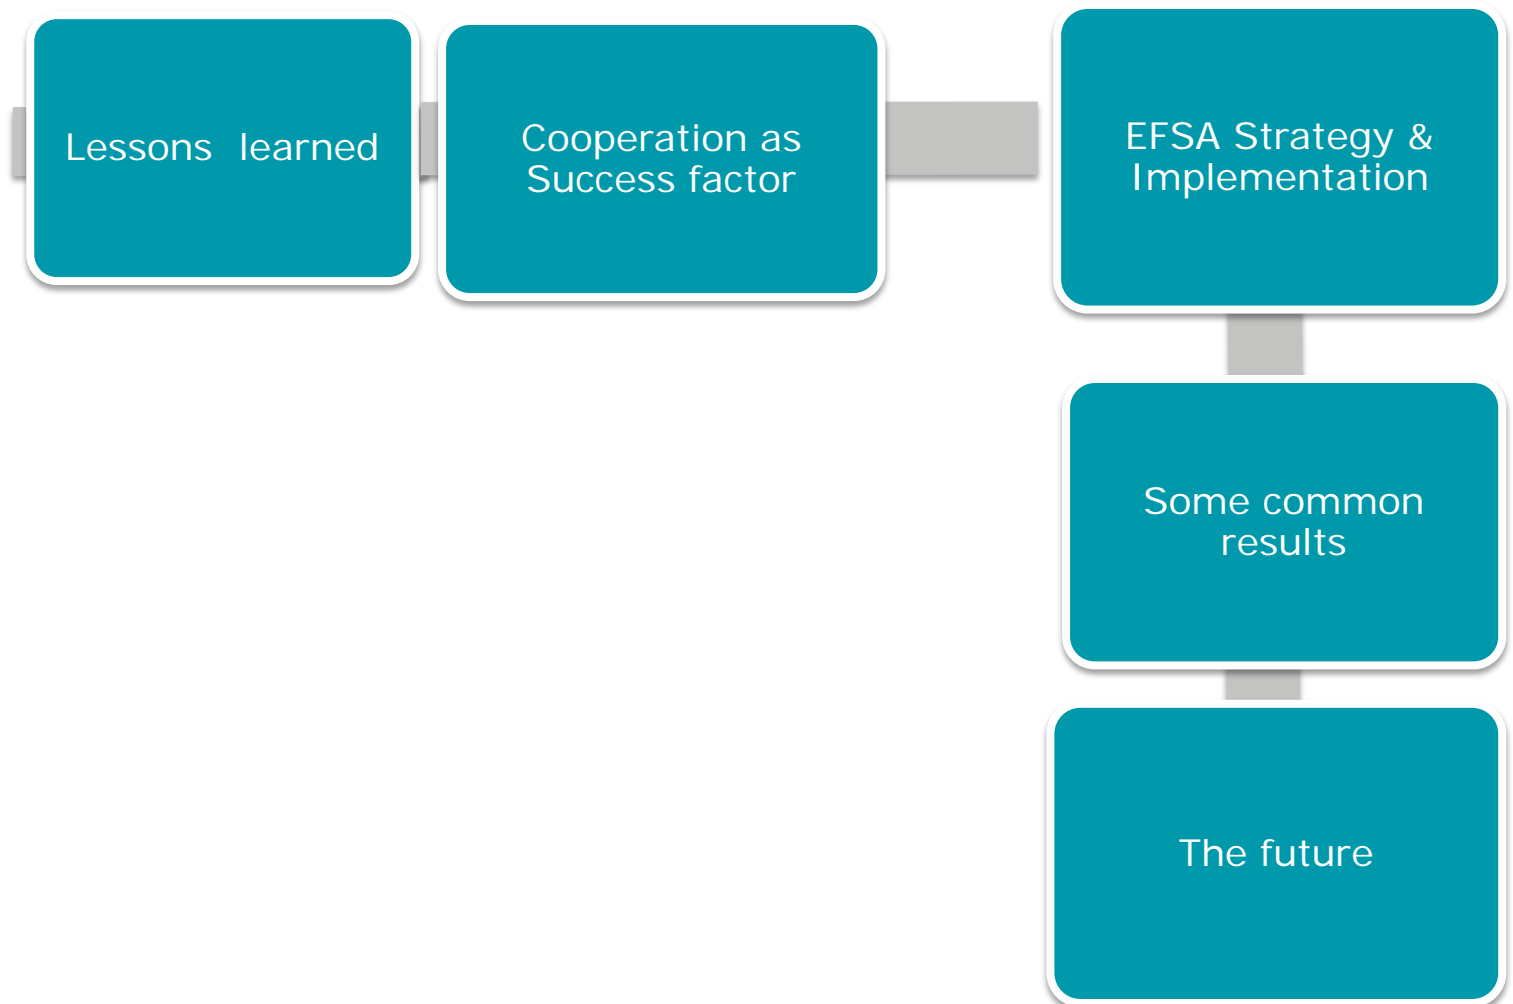 Lessons learned
Cooperation as
Success factor
EFSA Strategy &
Implementation
Some common
results
The future